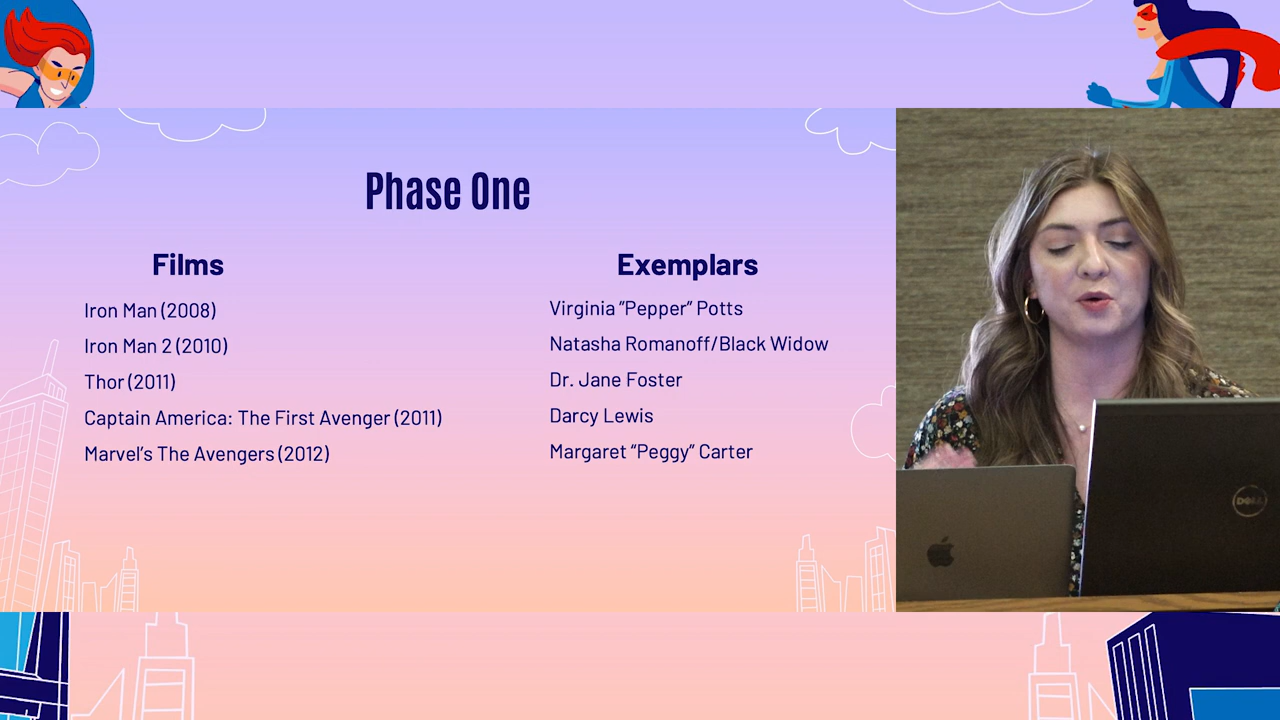 Phase One
Films
Iron Man (2008)
Iron Man 2 (2010)
Thor (2011)
Captain America: The First Avenger (2011)
Marvel's The Avengers (2012)
Exemplars
Virginia "Pepper" Potts
Natasha Romanoff/Black Widow
Dr. Jane Foster
Darcy Lewis
Margaret "Peggy" Carter
DELL